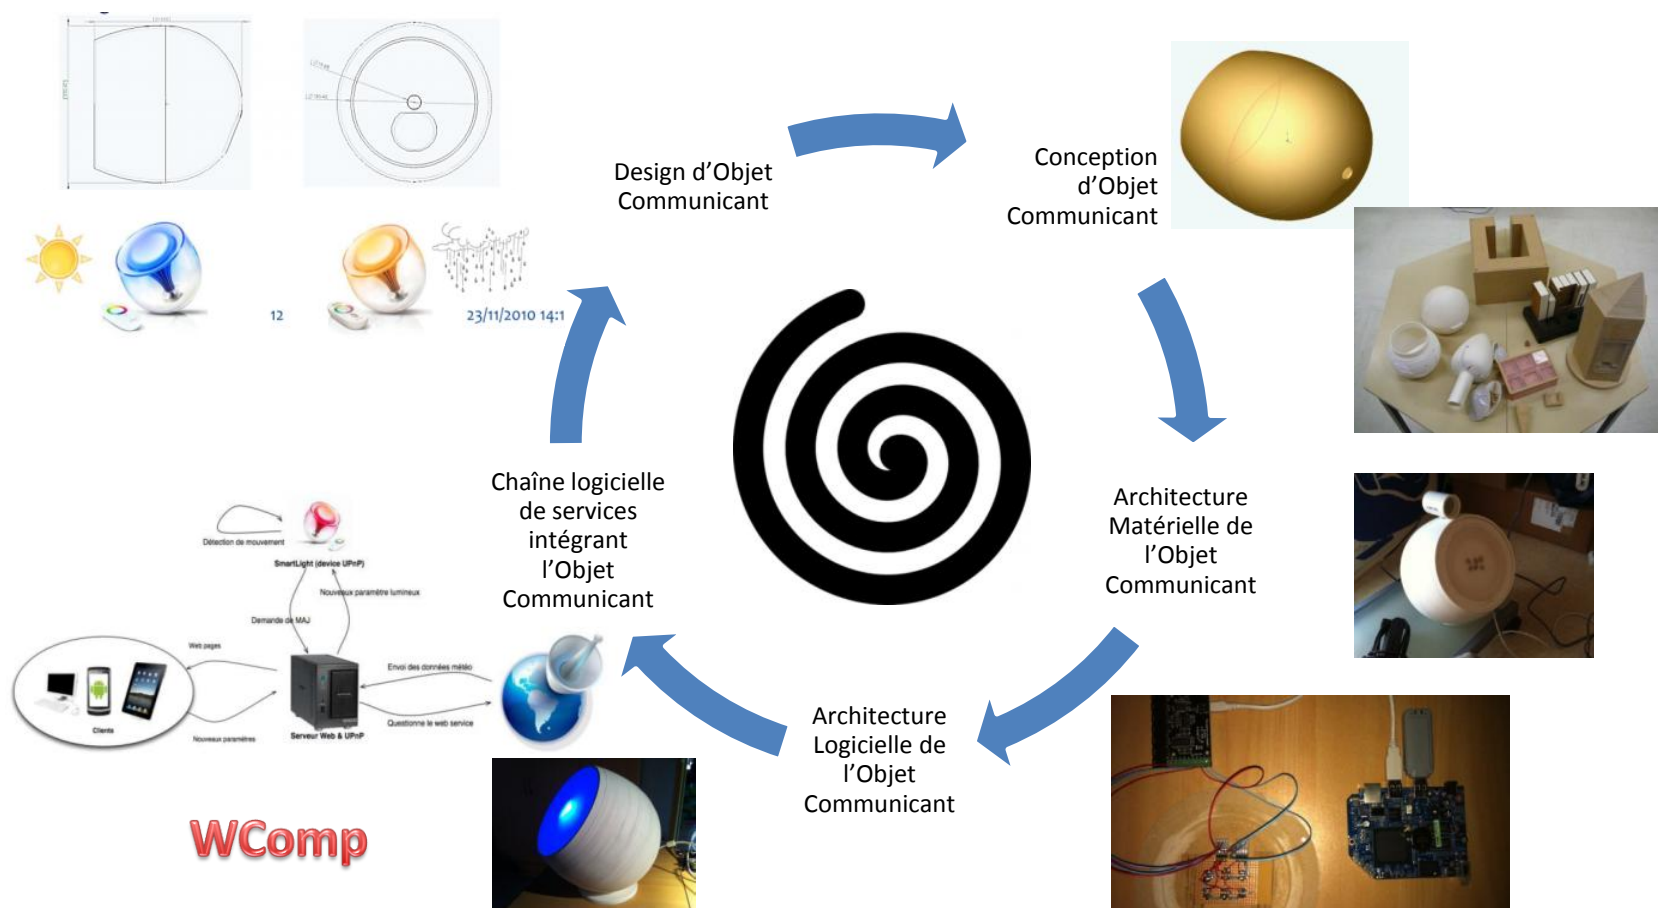 Design d’Objet
Communicant
Conception
d’Objet
Communicant
12
23/11/2010 14:1
Architecture
Matérielle de
l’Objet
Communicant
Chaîne logicielle
de services
intégrant
l’Objet
Communicant
Détection de mouvement
SmartLight (device UPnP)
Nouveaux paramètre lumineux
Demande de MAJ
Web pages
Envoi des données météo
Questionne le web service
Clients
Nouveaux paramètres
Serveur Web & UPnP
Architecture
Logicielle de
l’Objet
Communicant
WComp